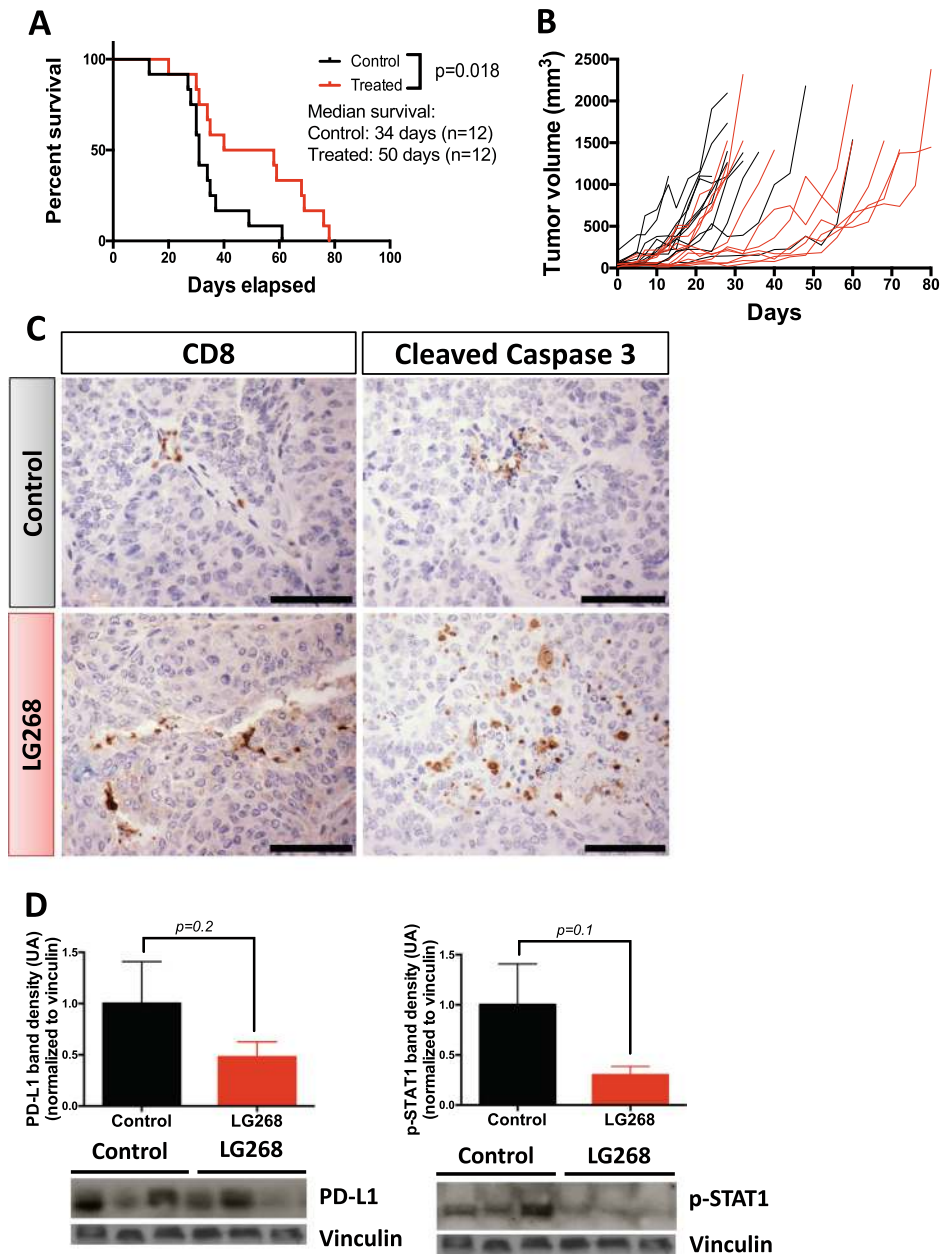 A
Percent survival
100
50
0
0 20 40 60 80 100
Days elapsed
Control
Treated
p=0.018
Median survival:
Control: 34 days (n=12)
Treated: 50 days (n=12)
B
Tumor volume (mm3)
2500
2000
1500
1000
500
0
0 10 20 30 40 50 60 70 80
Days
C
CD8
Cleaved Caspase 3
Control
LG268
D
PD-L1 band density (UA)
(normalized to vinculin)
1.5
1.0
0.5
0.0
p=0.2
Control LG268
Control LG268
PD-L1
Vinculin
p-STAT1 band density (UA)
(normalized to vinculin)
1.5
1.0
0.5
0.0
p=0.1
Control LG268
Control LG268
p-STAT1
Vinculin